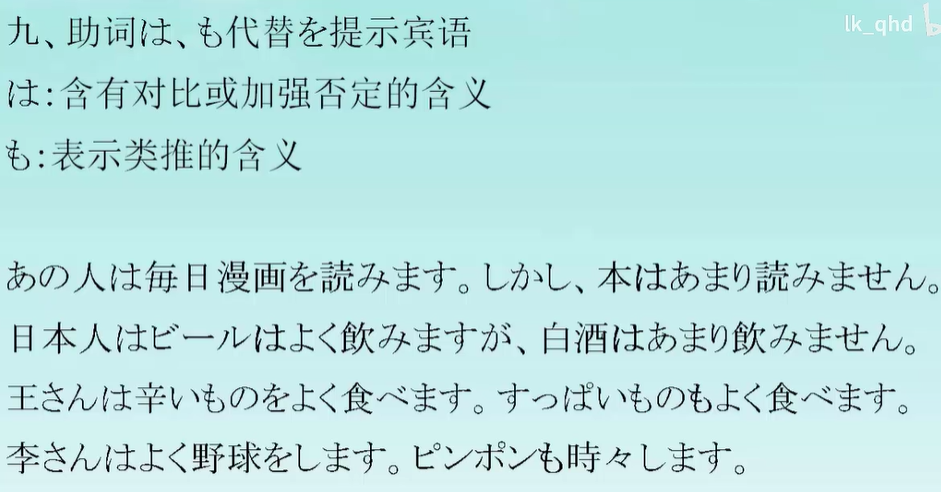 lk_qhd
九、助词は、も代替を提示宾语
は：含有对比或加强否定的含义
も：表示类推的含义
あの人は毎日漫画を読みます。しかし、本はあまり読みません。
日本人はビールはよく飲みますが、白酒はあまり飲みません。
王さんは辛いものをよく食べます。すっぱいものもよく食べます。
李さんはよく野球をします。ピンポンも時々します。